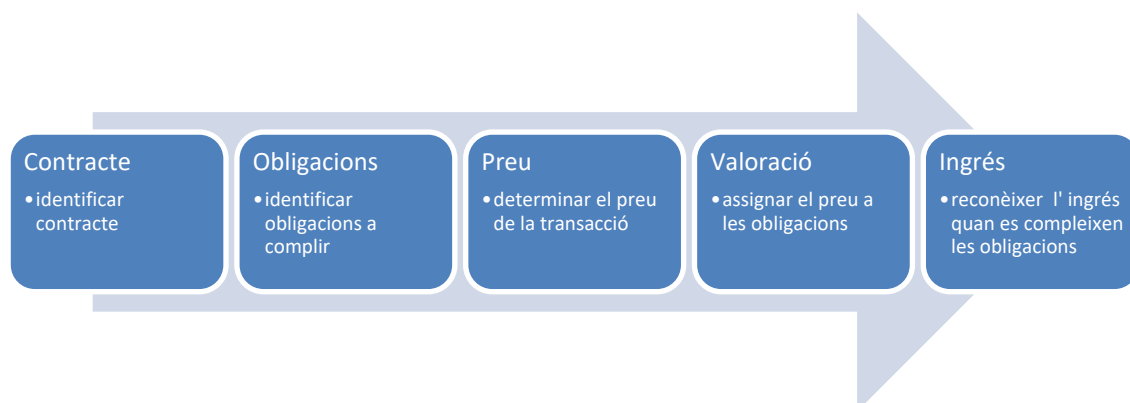 Contracte
•identificar
contracte
Obligacions
•identificar
obligacions a
complir
Preu
•determinar el preu
de la transacció
Valoració
•assignar el preu a
les obligacions
Ingrés
•reconèixer l' ingrés
quan es compleixen
les obligacions